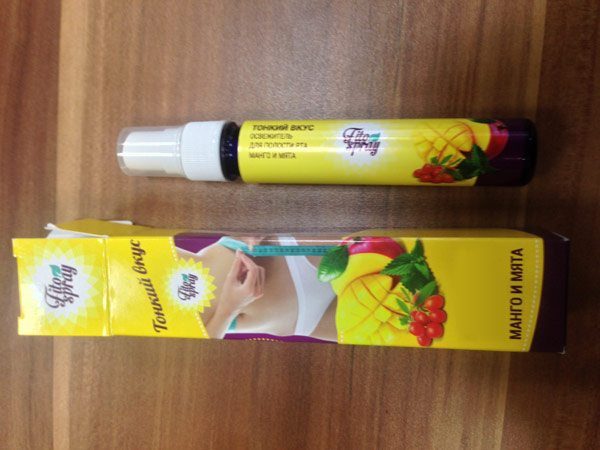 ТОНКИЙ ВКУС
ОСВЕЖИТЕЛЬ
ДЛЯ ПОЛОСТИ РТА
МАНГО И МЯТА
Fito
spray
Fito
spray
Тонкий вкус
Fito
spray
МАНГО И МЯТА